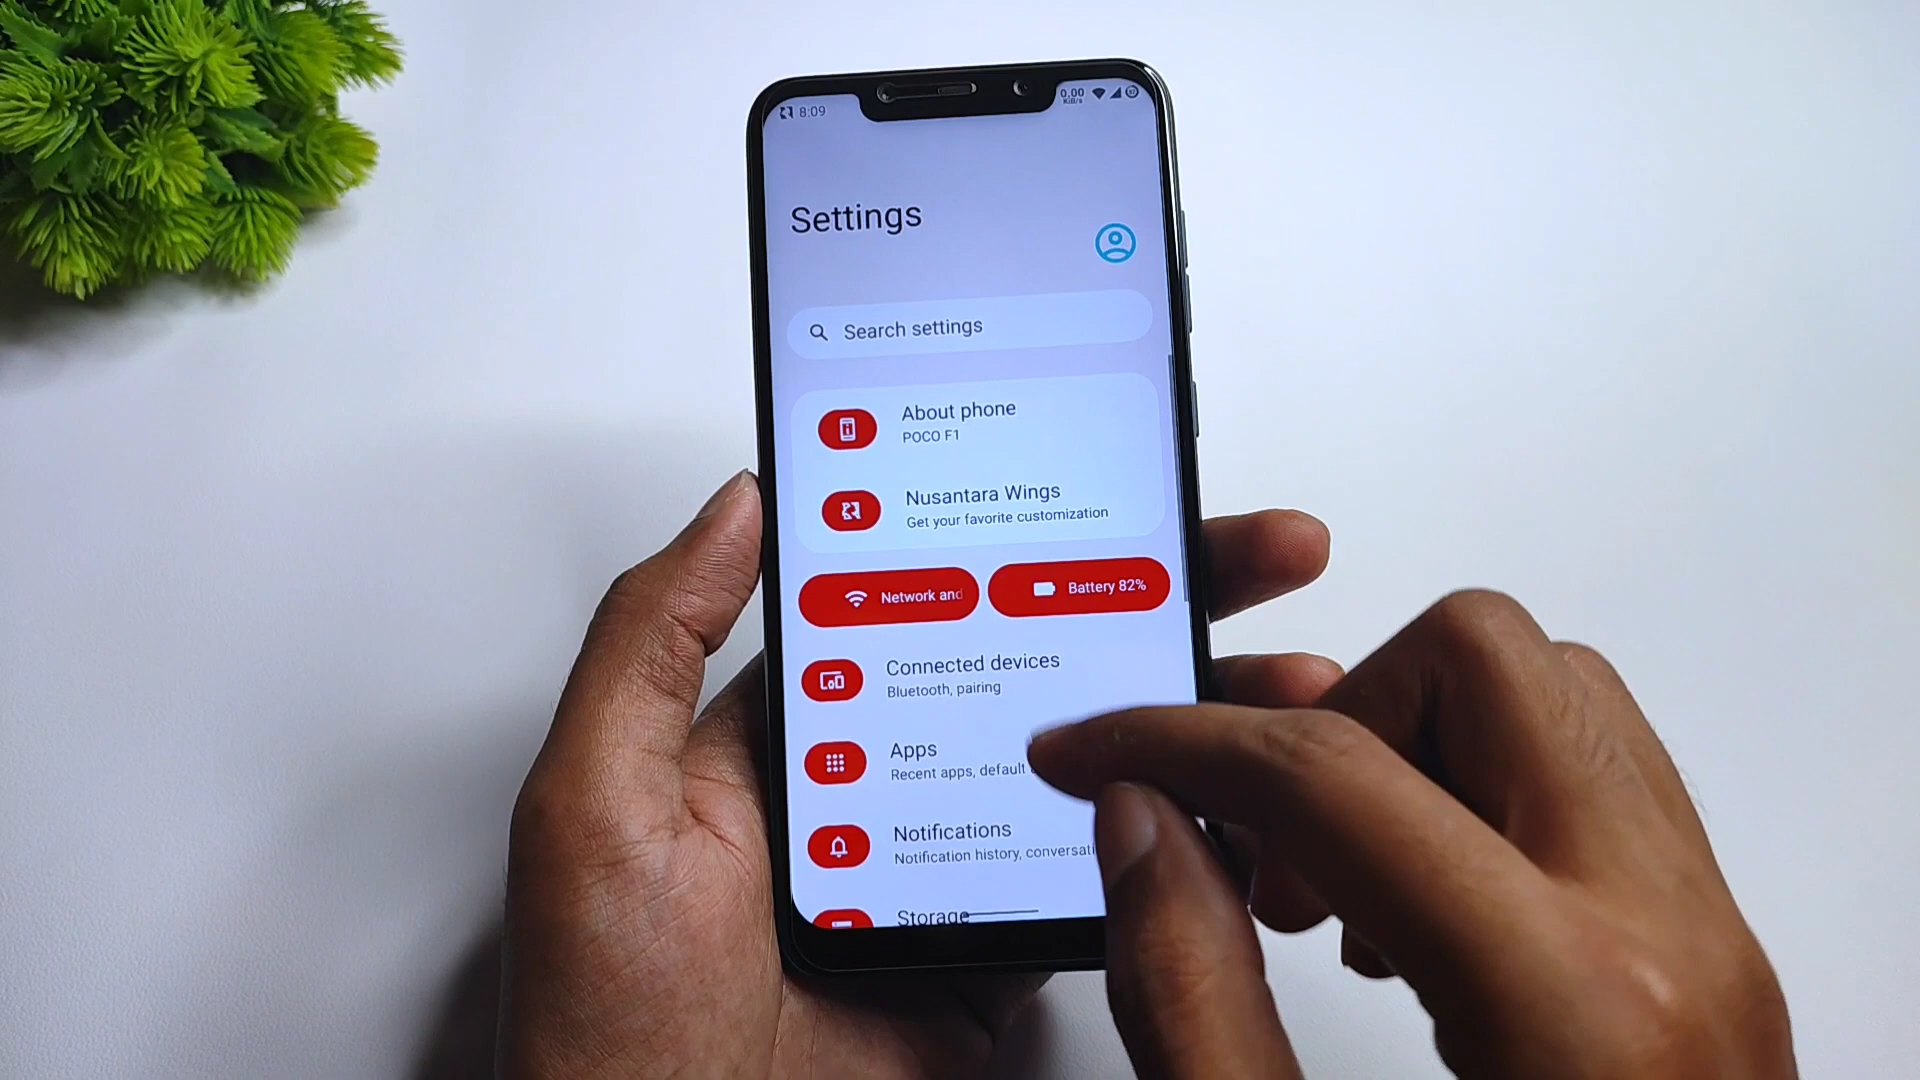 8:09
0.00
KiB/s
Settings
Search settings
About phone
POCO F1
Nusantara Wings
Get your favorite customization
Network and
Battery 82%
Connected devices
Bluetooth, pairing
Apps
Recent apps, default
Notifications
Notification history, conversati
Storage